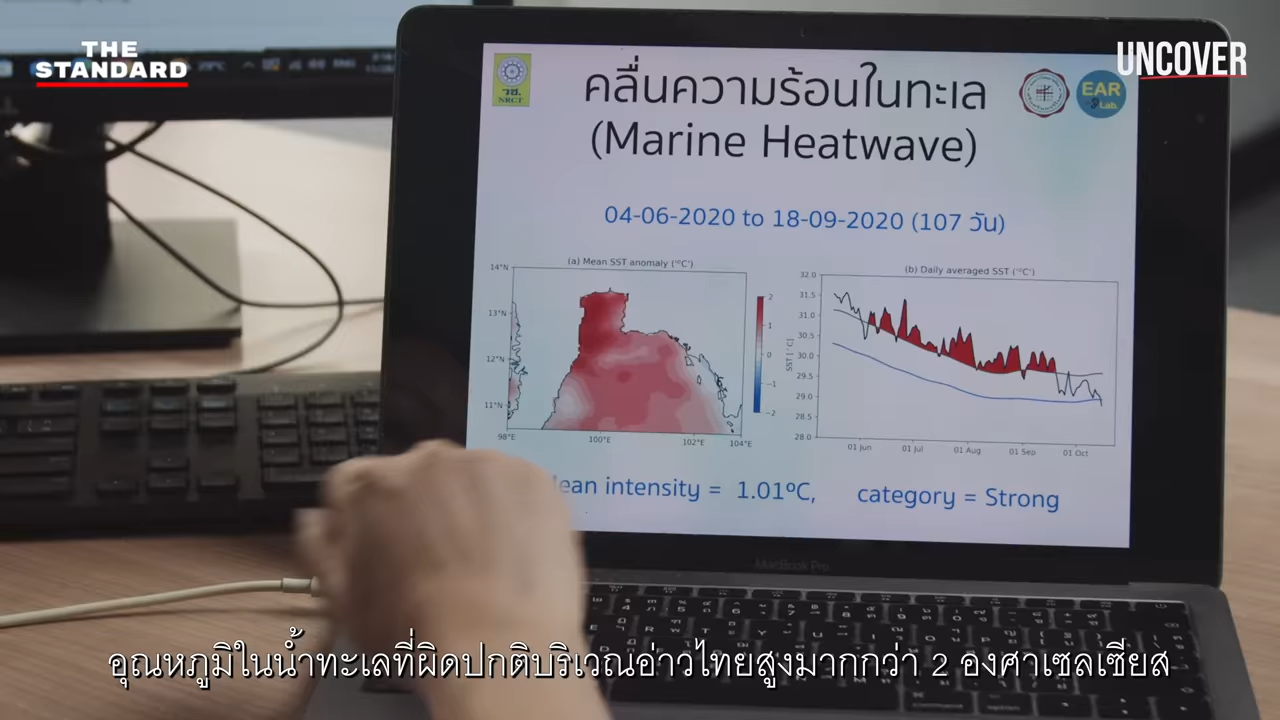 THE
STANDARD
UNCOVER
วช.
NRCT
คลื่นความร้อนในทะเล
(Marine Heatwave)
EAR
Lab.
04-06-2020 to 18-09-2020 (107 วัน)
(a) Mean SST anomaly (°C)
14°N
13°N
12°N
11°N
98°E 100°E 102°E 104°E
2
1
0
−1
−2
(b) Daily averaged SST (°C)
SST [°C]
32.0
31.5
31.0
30.5
30.0
29.5
29.0
28.5
28.0
01 Jun 01 Jul 01 Aug 01 Sep 01 Oct
ean intensity = 1.01°C, category = Strong
MacBook Pro
อุณหภูมิในน้ำทะเลที่ผิดปกติบริเวณอ่าวไทยสูงมากกว่า 2 องศาเซลเซียส